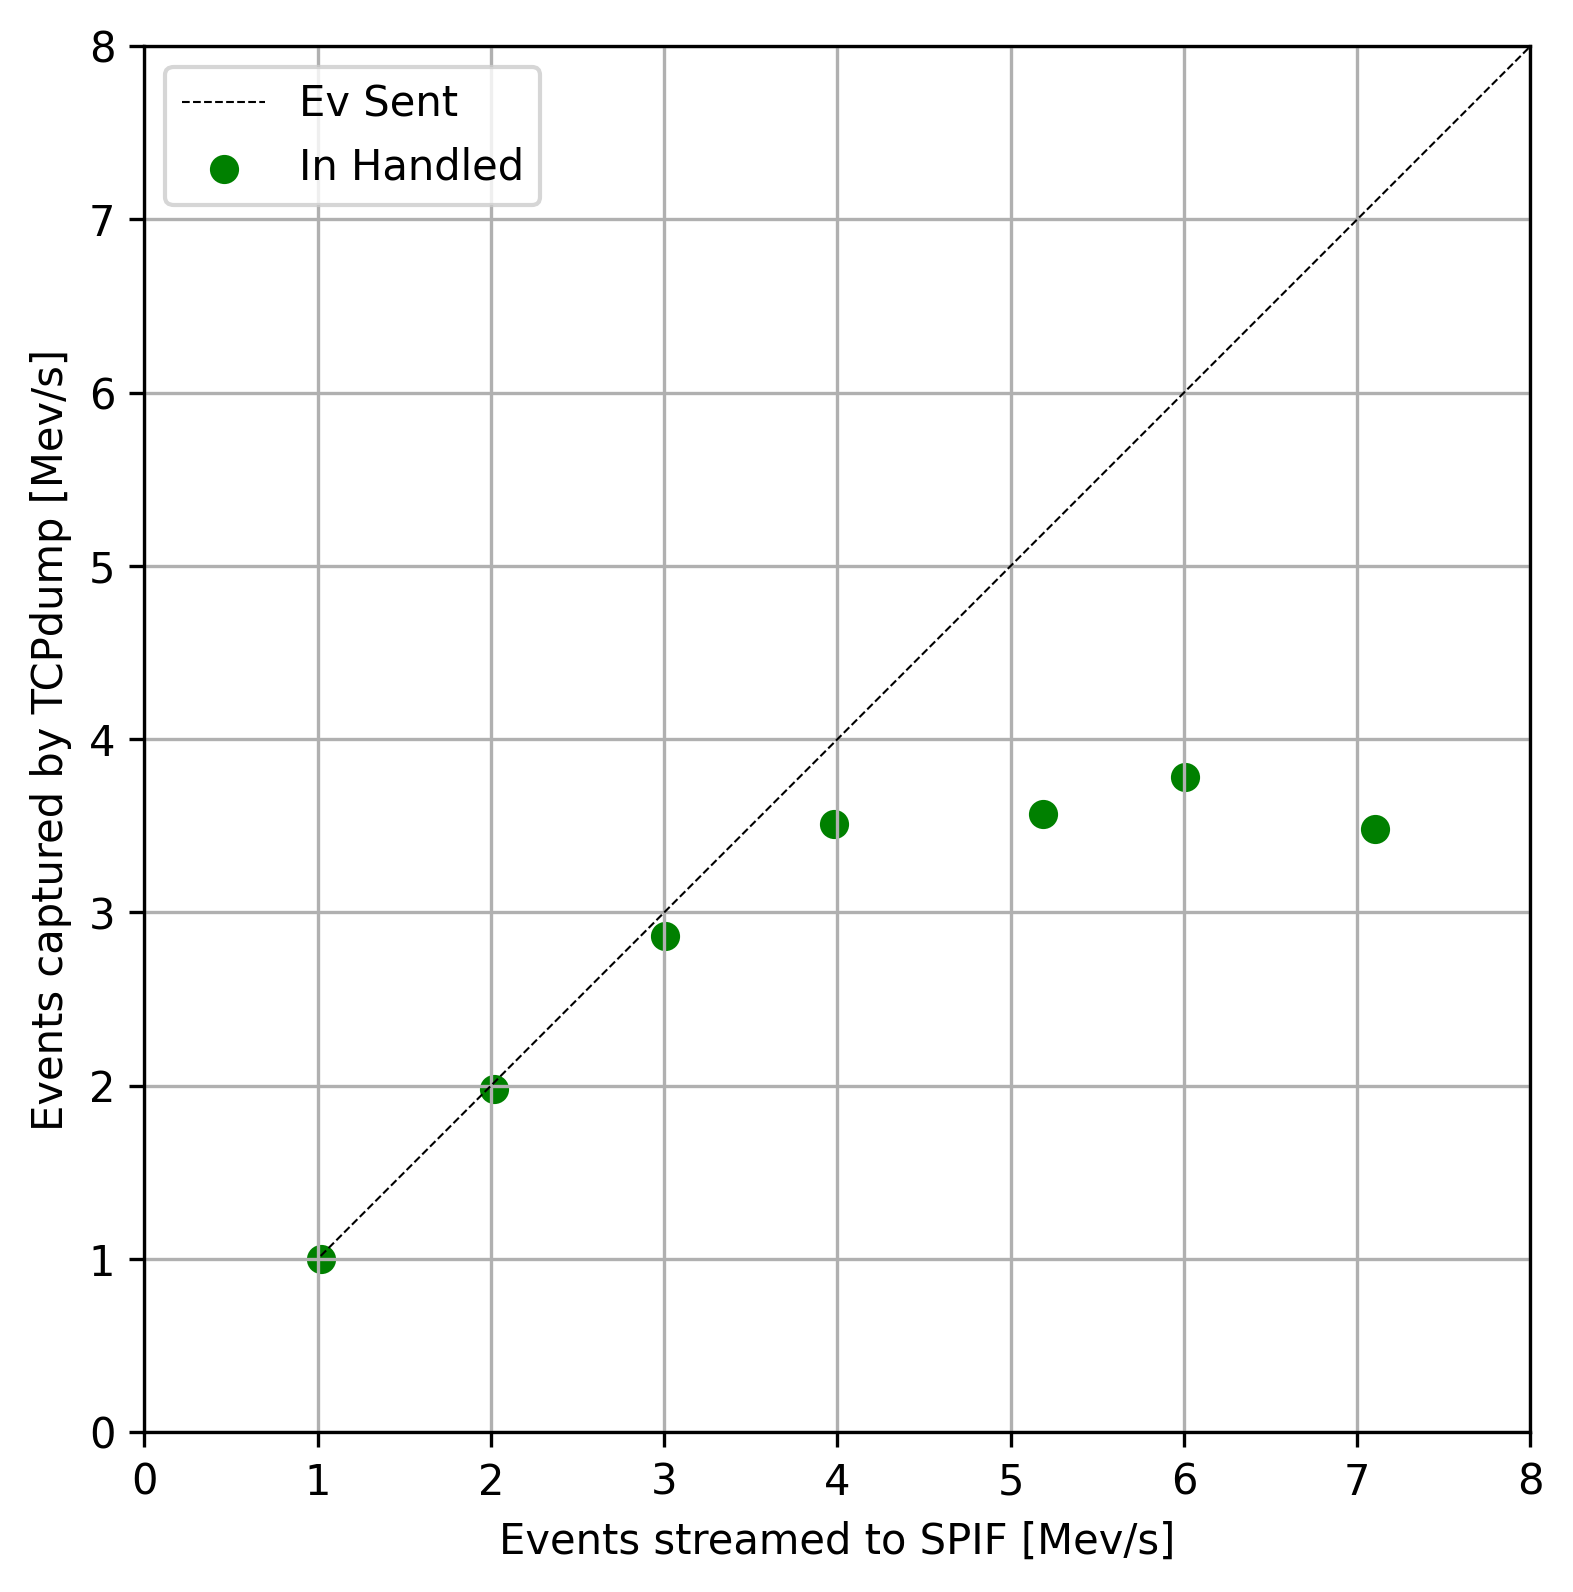 Ev Sent
In Handled
8
7
6
5
4
3
2
1
0
Events captured by TCPdump [Mev/s]
0 1 2 3 4 5 6 7 8
Events streamed to SPIF [Mev/s]